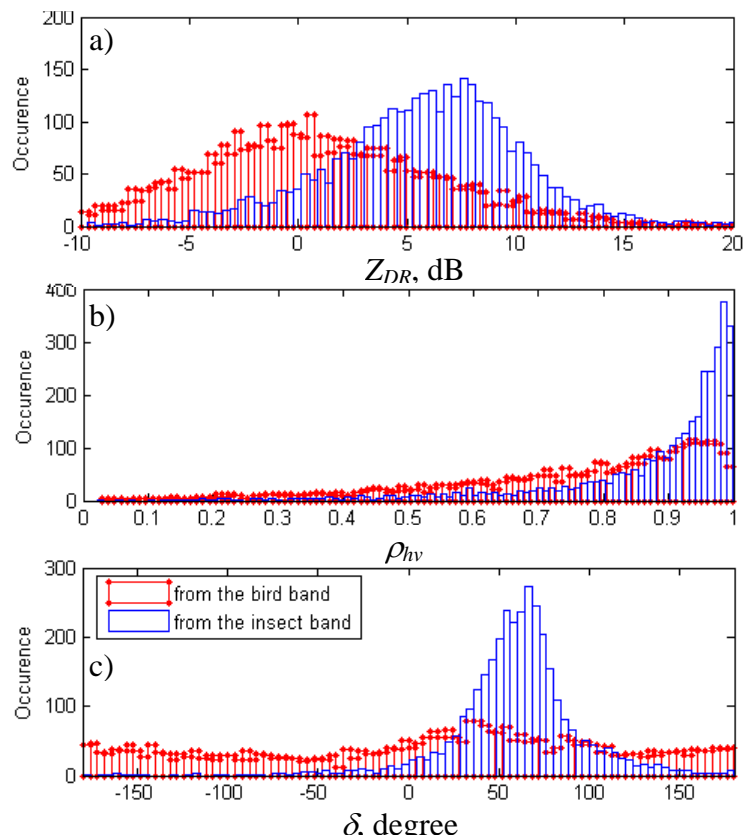 a)
200
150
100
50
0
Occurence
-10 -5 0 5 10 15 20
Z_DR, dB
b)
400
300
200
100
0
Occurence
0 0.1 0.2 0.3 0.4 0.5 0.6 0.7 0.8 0.9 1
ρ_hv
300
200
100
0
Occurence
from the bird band
from the insect band
c)
-150 -100 -50 0 50 100 150
δ, degree